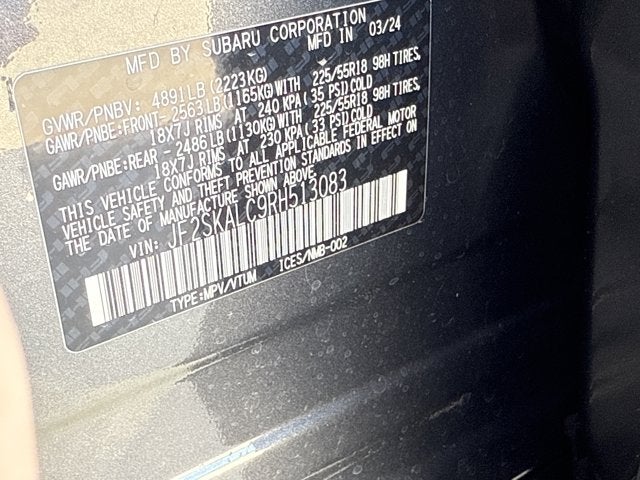 MFD BY SUBARU CORPORATION
MFD IN 03/24
GVWR/PNBV: 4891LB(2223KG)
GAWR/PNBE:FRONT- 2563LB(1165KG)WITH 225/55R18 98H TIRES,
18X7J RIMS AT 240 KPA(35 PSI)COLD
GAWR/PNBE:REAR - 2486LB(1130KG)WITH 225/55R18 98H TIRES,
18X7J RIMS AT 230 KPA(33 PSI)COLD
THIS VEHICLE CONFORMS TO ALL APPLICABLE FEDERAL MOTOR
VEHICLE SAFETY AND THEFT PREVENTION STANDARDS IN EFFECT ON
THE DATE OF MANUFACTURE SHOWN ABOVE.
VIN: JF2SKALC9RH513083
TYPE:MPV/VTUM ICES/NMB-002